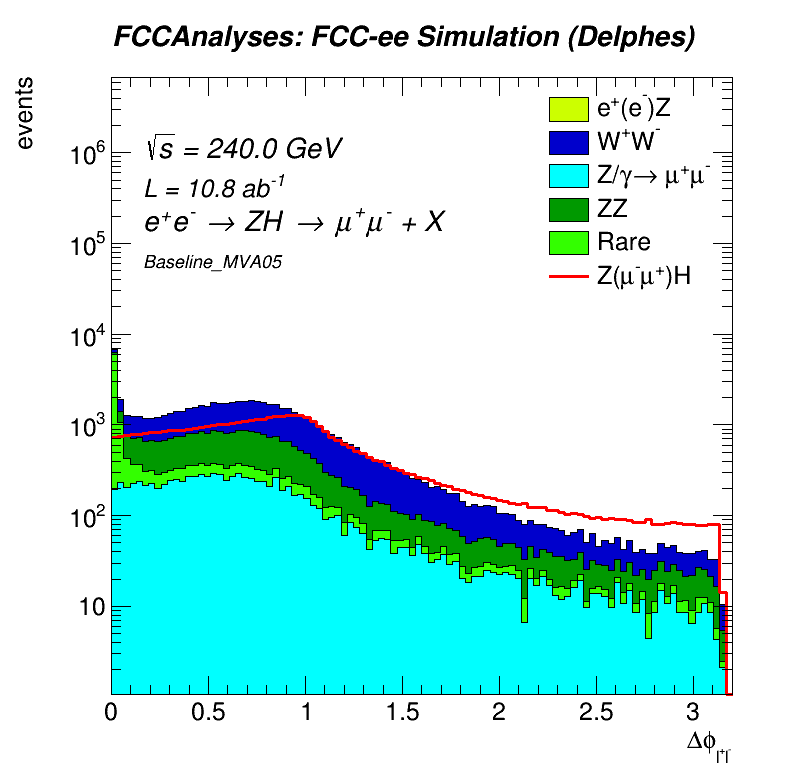 FCCAnalyses: FCC-ee Simulation (Delphes)
events
√s = 240.0 GeV
L = 10.8 ab⁻¹
e⁺e⁻ → ZH → μ⁺μ⁻ + X
Baseline_MVA05
e⁺(e⁻)Z
W⁺W⁻
Z/γ→ μ⁺μ⁻
ZZ
Rare
Z(μ⁻μ⁺)H
10⁶
10⁵
10⁴
10³
10²
10
0 0.5 1 1.5 2 2.5 3
Δϕ l⁺l⁻